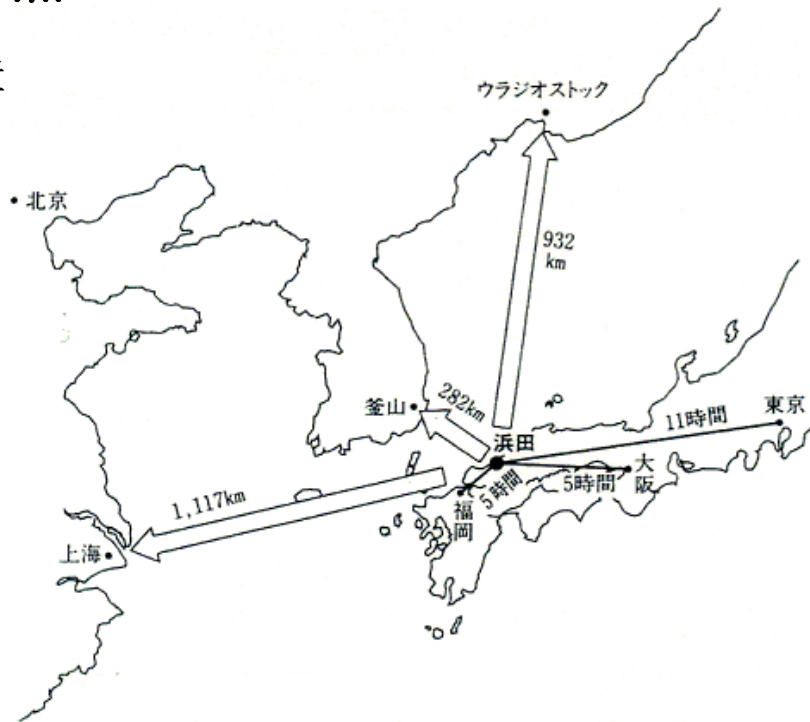 ウラジオストック
北京
932
km
釜山
282km
浜田
11時間
東京
1,117km
5時間
5時間
大
阪
福
岡
上海